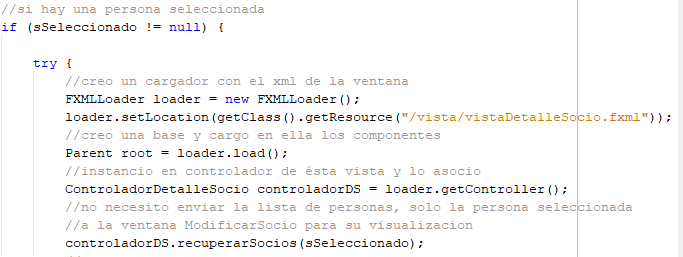 //si hay una persona seleccionada
if (sSeleccionado != null) {
try {
//creo un cargador con el xml de la ventana
FXMLLoader loader = new FXMLLoader();
loader.setLocation(getClass().getResource("/vista/vistaDetalleSocio.fxml"));
//creo una base y cargo en ella los componentes
Parent root = loader.load();
//instancio en controlador de ésta vista y lo asocio
ControladorDetalleSocio controladorDS = loader.getController();
//no necesito enviar la lista de personas, solo la persona seleccionada
//a la ventana ModificarSocio para su visualizacion
controladorDS.recuperarSocios(sSeleccionado);